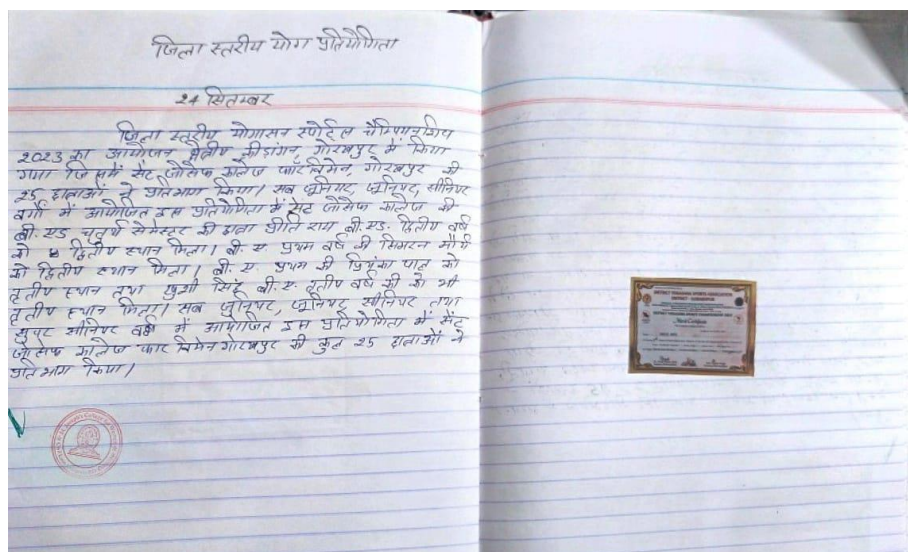 जिला स्तरीय योग प्रतियोगिता
24 सितम्बर
जिला स्तरीय योगासन स्पोर्टस चैम्पियनशिप
2023 का आयोजन क्रीडांगन, गोरखपुर में किया
गया जिसमें सेंट जोसेफ कॉलेज फॉर विमेन, गोरखपुर की
25 छात्राओं ने प्रतिभाग किया। सब जूनियर, जूनियर, सीनियर
वर्गो में आयोजित इस प्रतियोगिता में सेंट जोसेफ कालेज की
बी.एड चतुर्थ सेमेस्टर की छात्रा प्रीति राय बी.एड. द्वितीय वर्ष
को द्वितीय स्थान मिला। बी.ए प्रथम वर्ष की सिमरन मौर्य
को द्वितीय स्थान मिला। बी.ए. प्रथम की प्रियंका पाल को
तृतीय स्थान तथा खुशी सिंह बी.ए. तृतीय वर्ष की को भी
तृतीय स्थान मिला। सब जूनियर, जूनियर, सीनियर तथा
सुपर सीनियर वर्ग में आयोजित इस प्रतियोगिता में सेंट
जोसेफ कालेज फार विमेन गोरखपुर की कुल 25 छात्राओं ने
प्रतिभाग किया।